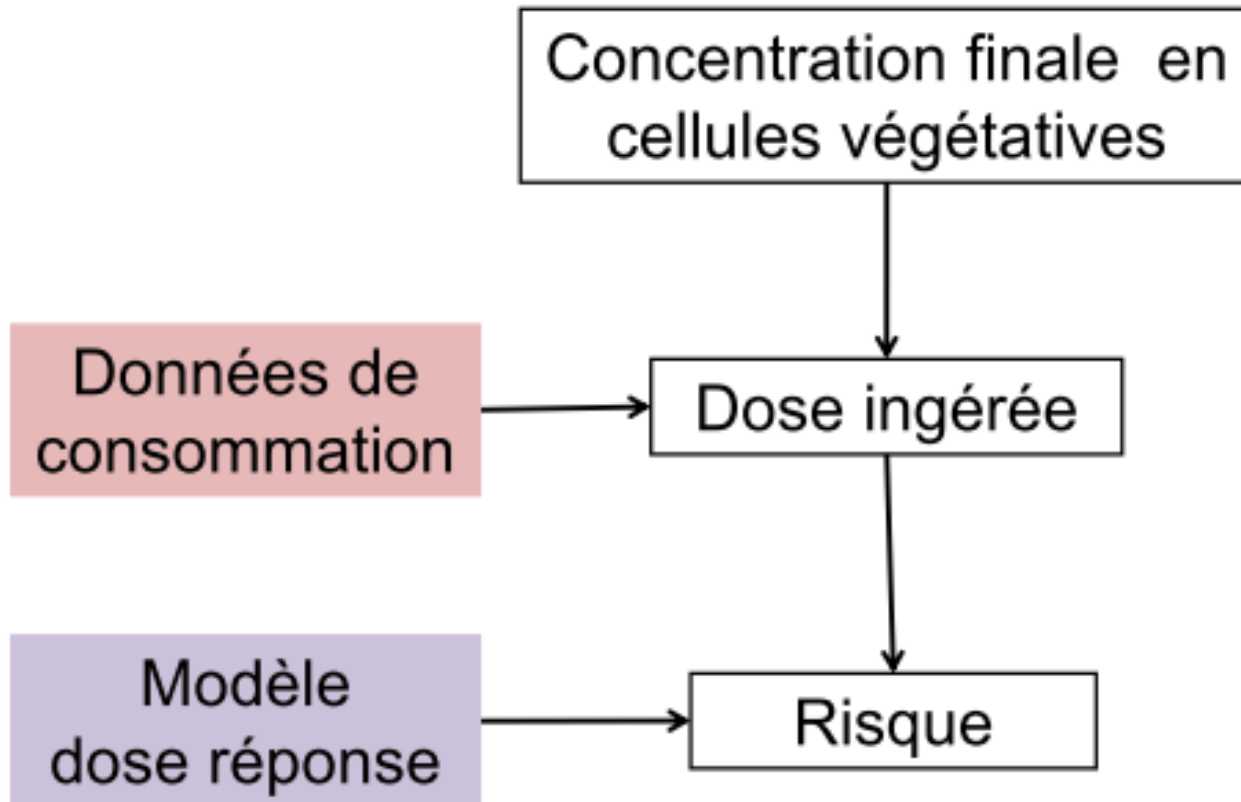 Concentration finale en
cellules végétatives
Données de
consommation
Dose ingérée
Modèle
dose réponse
Risque